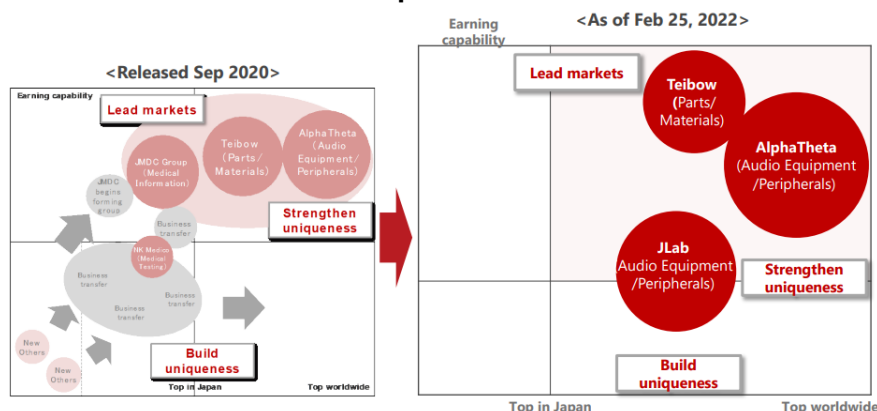 <Released Sep 2020>
Earning capability
Lead markets
AlphaTheta
(Audio
Equipment/
Peripherals)
Teibow
(Parts/
Materials)
JMDC Group
(Medical
Information)
JMDC
begins
forming
group
Strengthen
uniqueness
Business
transfer
NK Medico
(Medical
Testing)
Business
transfer
Business
transfer
Business
transfer
New
Others
New
Others
Build
uniqueness
Top in Japan
Top worldwide
<As of Feb 25, 2022>
Earning
capability
Lead markets
Teibow
(Parts/
Materials)
AlphaTheta
(Audio Equipment
/Peripherals)
JLab
Audio Equipment
/Peripherals)
Strengthen
uniqueness
Build
uniqueness
Top in Japan
Top worldwide